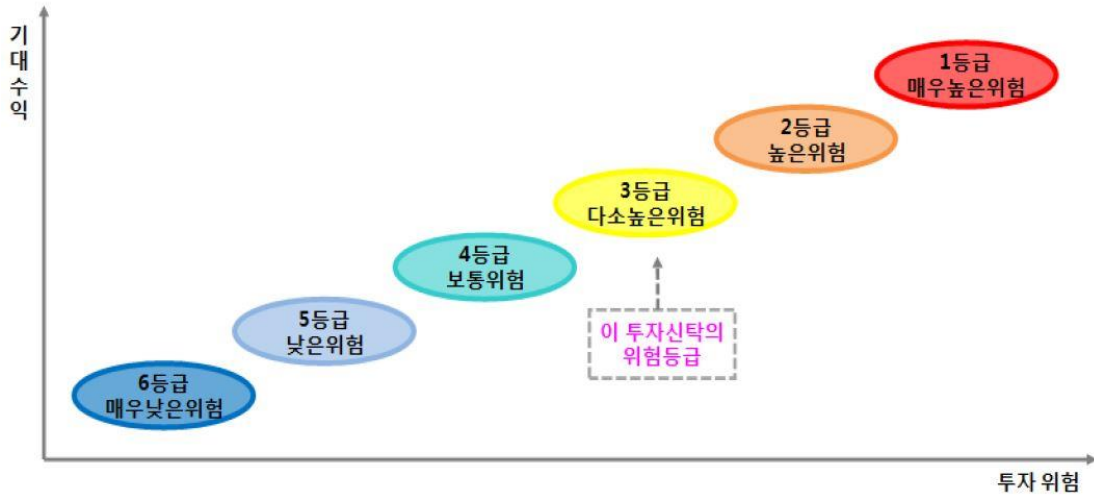 기대수익
1등급
매우높은위험
2등급
높은위험
3등급
다소높은위험
4등급
보통위험
이 투자신탁의
위험등급
5등급
낮은위험
6등급
매우낮은위험
투자 위험